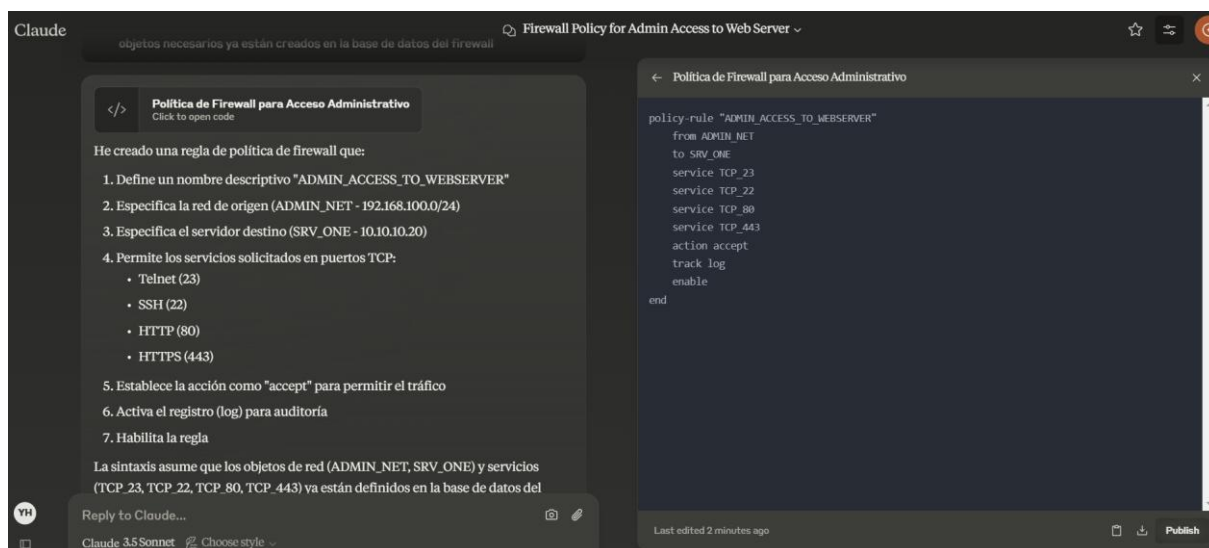 Claude
Firewall Policy for Admin Access to Web Server
objetos necesarios ya están creados en la base de datos del firewall
</>
Política de Firewall para Acceso Administrativo
Click to open code
He creado una regla de política de firewall que:
1. Define un nombre descriptivo "ADMIN_ACCESS_TO_WEBSERVER"
2. Especifica la red de origen (ADMIN_NET - 192.168.100.0/24)
3. Especifica el servidor destino (SRV_ONE - 10.10.10.20)
4. Permite los servicios solicitados en puertos TCP:
• Telnet (23)
• SSH (22)
• HTTP (80)
• HTTPS (443)
5. Establece la acción como "accept" para permitir el tráfico
6. Activa el registro (log) para auditoría
7. Habilita la regla
La sintaxis asume que los objetos de red (ADMIN_NET, SRV_ONE) y servicios
(TCP_23, TCP_22, TCP_80, TCP_443) ya están definidos en la base de datos del
YH
Reply to Claude...
Claude 3.5 Sonnet Choose style
Política de Firewall para Acceso Administrativo
policy-rule "ADMIN_ACCESS_TO_WEBSERVER"
from ADMIN_NET
to SRV_ONE
service TCP_23
service TCP_22
service TCP_80
service TCP_443
action accept
track log
enable
end
Last edited 2 minutes ago
Publish